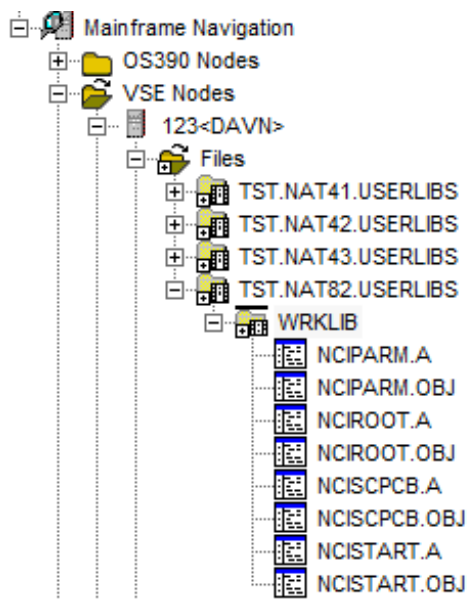 Mainframe Navigation
OS390 Nodes
VSE Nodes
123<DAVN>
Files
TST.NAT41.USERLIBS
TST.NAT42.USERLIBS
TST.NAT43.USERLIBS
TST.NAT82.USERLIBS
WRKLIB
NCIPARM.A
NCIPARM.OBJ
NCIROOT.A
NCIROOT.OBJ
NCISCPCB.A
NCISCPCB.OBJ
NCISTART.A
NCISTART.OBJ